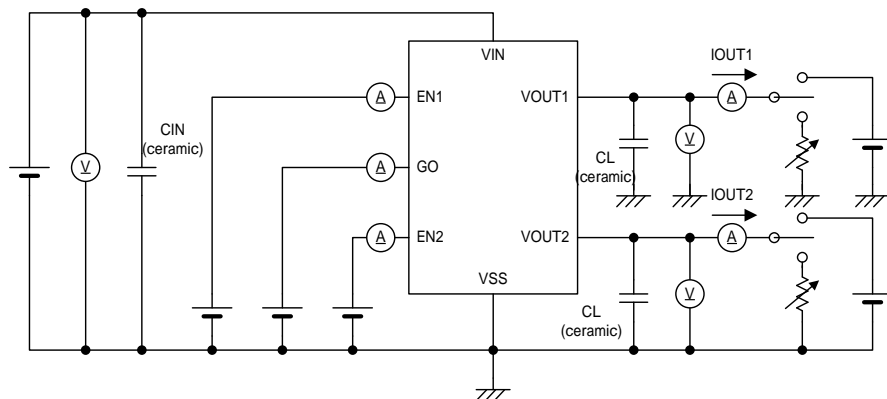 VIN
IOUT1
A
EN1
VOUT1
A
CIN
(ceramic)
V
A
GO
CL
(ceramic)
V
IOUT2
A
EN2
VOUT2
A
VSS
CL
(ceramic)
V